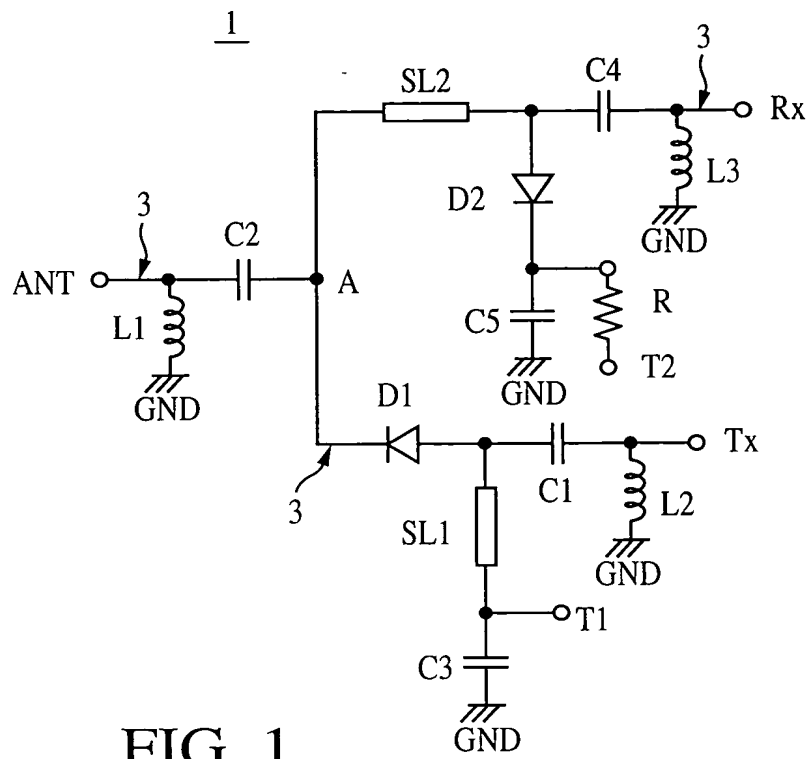 1
SL2
C4
3
Rx
L3
D2
GND
3
C2
ANT
A
L1
C5
R
T2
GND
GND
D1
Tx
C1
L2
3
SL1
GND
T1
C3
GND
FIG. 1